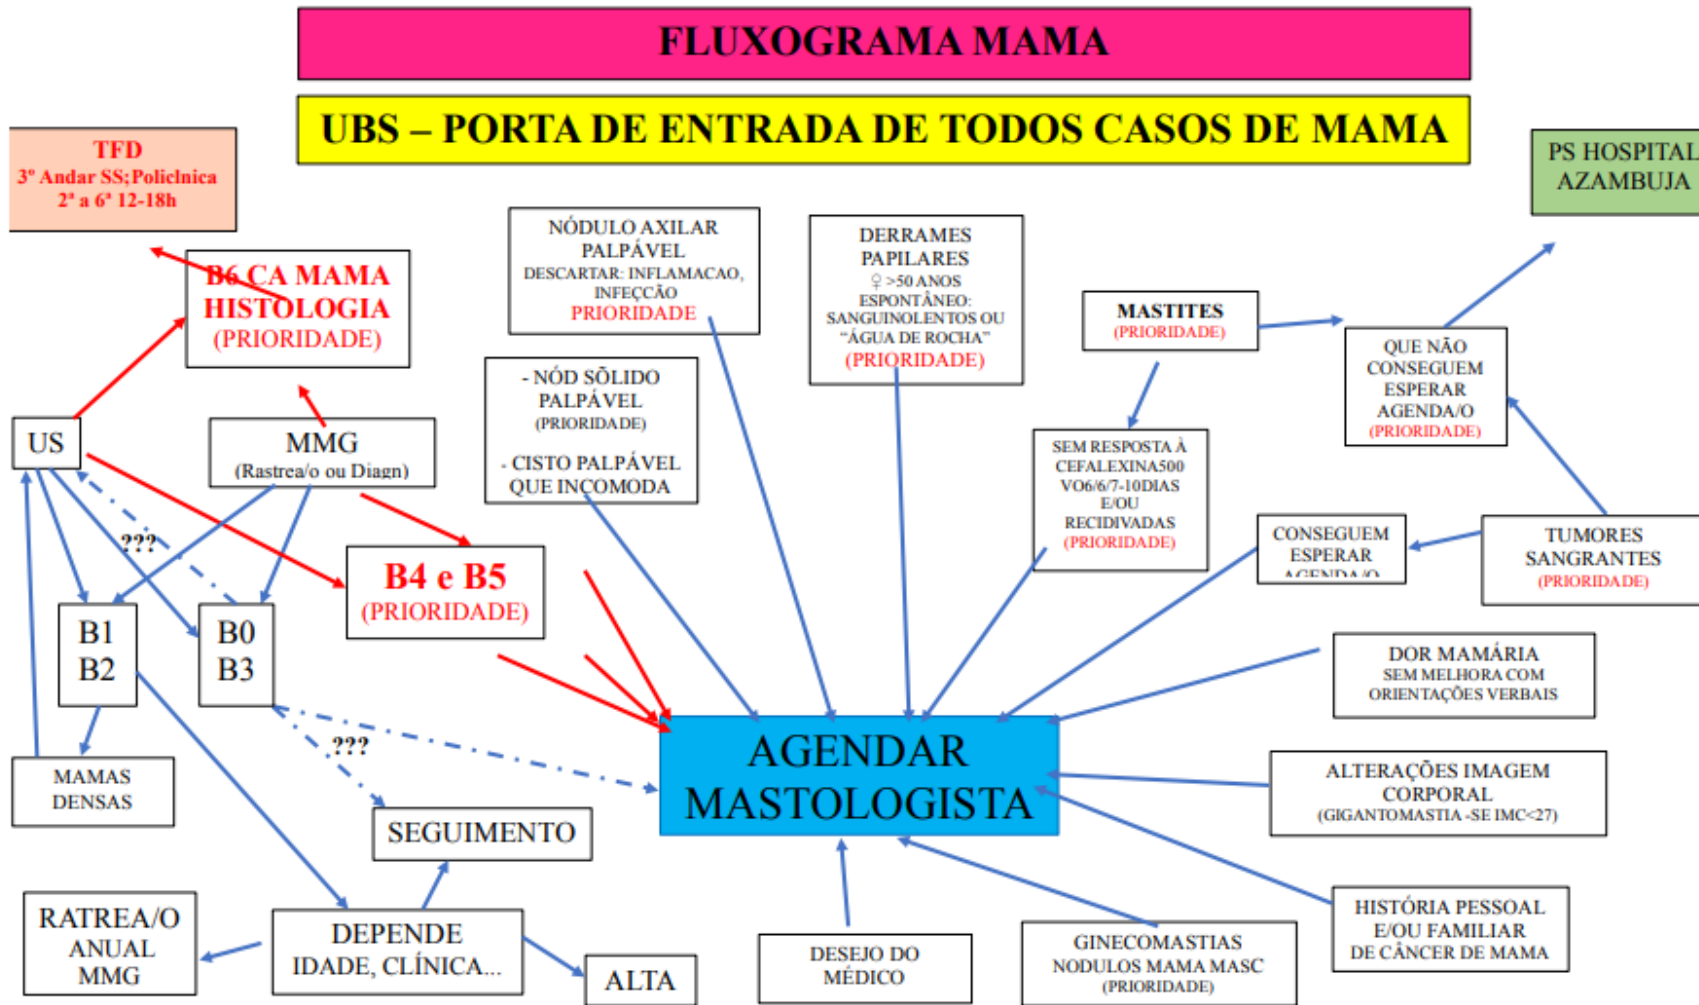 FLUXOGRAMA MAMA
UBS – PORTA DE ENTRADA DE TODOS CASOS DE MAMA
TFD
3º Andar SS;Policlnica
2ª a 6ª 12-18h
PS HOSPITAL
AZAMBUJA
B6 CA MAMA
HISTOLOGIA
(PRIORIDADE)
NÓDULO AXILAR
PALPÁVEL
DESCARTAR: INFLAMACAO,
INFEÇCÃO
PRIORIDADE
DERRAMES
PAPILARES
♀ >50 ANOS
ESPONTÂNEO:
SANGUINOLENTOS OU
“ÁGUA DE ROCHA”
(PRIORIDADE)
MASTITES
(PRIORIDADE)
QUE NÃO
CONSEGUEM
ESPERAR
AGENDA/O
(PRIORIDADE)
- NÓD SÕLIDO
PALPÁVEL
(PRIORIDADE)
- CISTO PALPÁVEL
QUE INCOMODA
US
MMG
(Rastrea/o ou Diagn)
SEM RESPOSTA À
CEFALEXINA500
VO6/6/7-10DIAS
E/OU
RECIDIVADAS
(PRIORIDADE)
CONSEGUEM
ESPERAR
AGENDA/O
TUMORES
SANGRANTES
(PRIORIDADE)
???
B4 e B5
(PRIORIDADE)
B1
B2
B0
B3
DOR MAMÁRIA
SEM MELHORA COM
ORIENTAÇÕES VERBAIS
???
AGENDAR
MASTOLOGISTA
MAMAS
DENSAS
ALTERAÇÕES IMAGEM
CORPORAL
(GIGANTOMASTIA -SE IMC<27)
SEGUIMENTO
RATREA/O
ANUAL
MMG
DEPENDE
IDADE, CLÍNICA...
ALTA
DESEJO DO
MÉDICO
GINECOMASTIAS
NODULOS MAMA MASC
(PRIORIDADE)
HISTÓRIA PESSOAL
E/OU FAMILIAR
DE CÂNCER DE MAMA